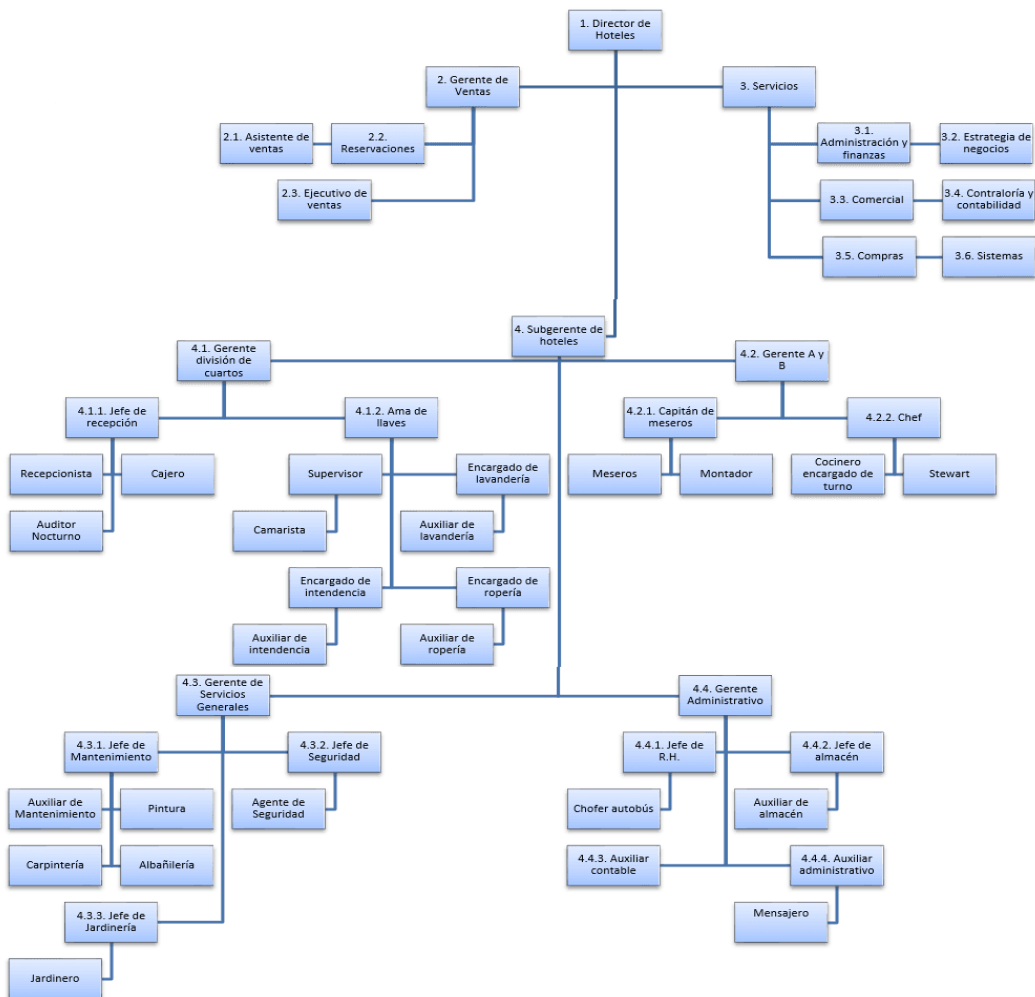 1. Director de
Hoteles
2. Gerente de
Ventas
3. Servicios
2.1. Asistente de
ventas
2.2.
Reservaciones
3.1.
Administración y
finanzas
3.2. Estrategia de
negocios
2.3. Ejecutivo de
ventas
3.3. Comercial
3.4. Contraloría y
contabilidad
3.5. Compras
3.6. Sistemas
4. Subgerente de
hoteles
4.1. Gerente
división de
cuartos
4.2. Gerente A y
B
4.1.1. Jefe de
recepción
4.1.2. Ama de
llaves
4.2.1. Capitán de
meseros
4.2.2. Chef
Recepcionista
Cajero
Supervisor
Encargado de
lavandería
Meseros
Montador
Cocinero
encargado de
turno
Stewart
Auditor
Nocturno
Camarista
Auxiliar de
lavandería
Encargado de
intendencia
Encargado de
ropería
Auxiliar de
intendencia
Auxiliar de
ropería
4.3. Gerente de
Servicios
Generales
4.4. Gerente
Administrativo
4.3.1. Jefe de
Mantenimiento
4.3.2. Jefe de
Seguridad
4.4.1. Jefe de
R.H.
4.4.2. Jefe de
almacén
Auxiliar de
Mantenimiento
Pintura
Agente de
Seguridad
Chofer autobús
Auxiliar de
almacén
Carpintería
Albañilería
4.4.3. Auxiliar
contable
4.4.4. Auxiliar
administrativo
4.3.3. Jefe de
Jardinería
Mensajero
Jardinero